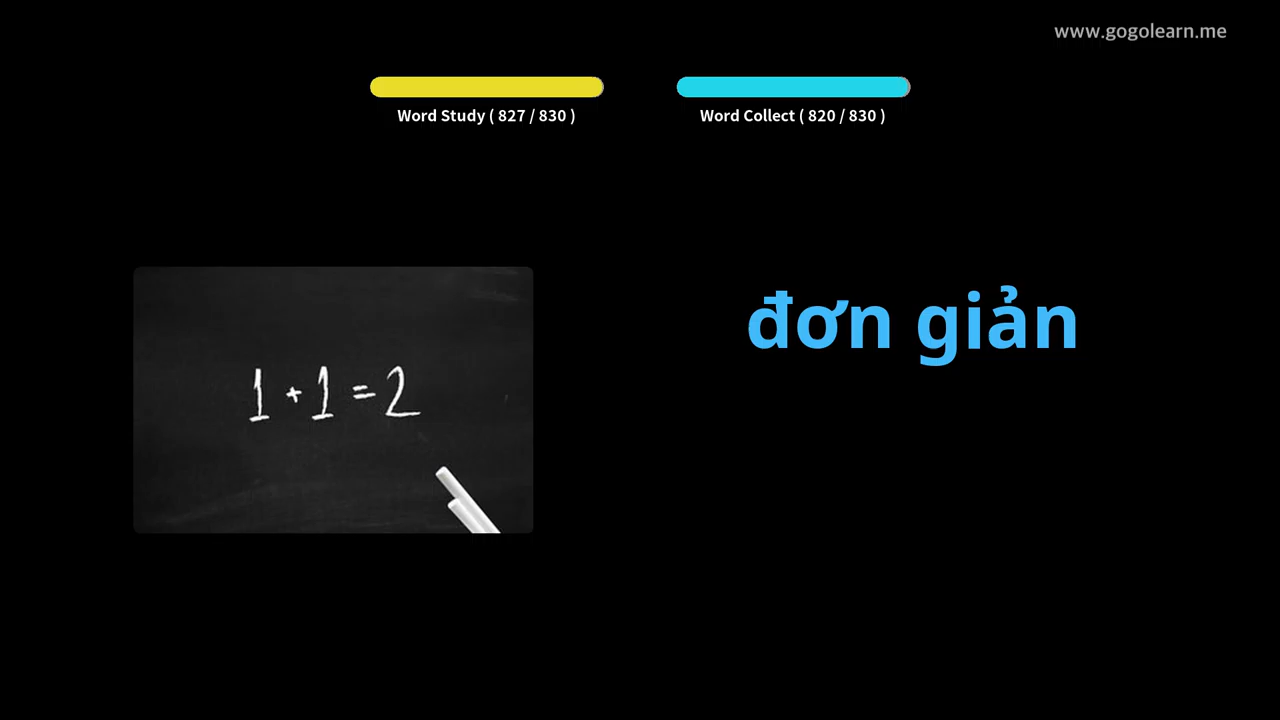 www.gogolearn.me
Word Study ( 827 / 830 )
Word Collect ( 820 / 830 )
đơn giản
1 + 1 = 2